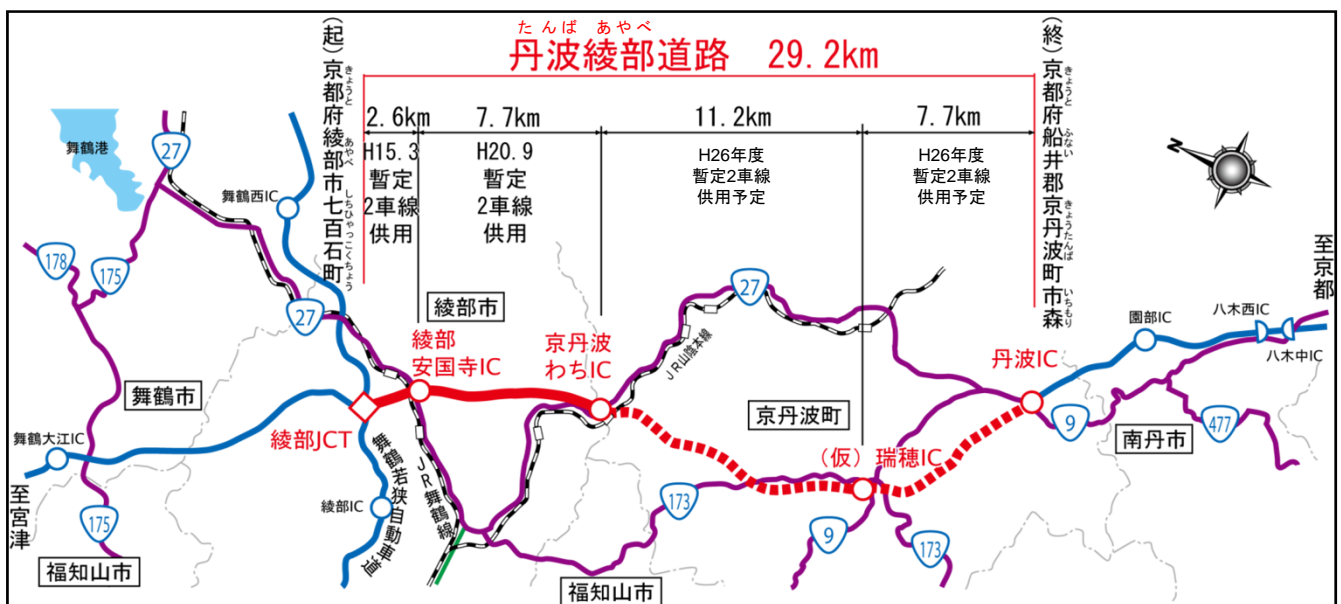 たんば あやべ
丹波綾部道路 29.2km
(起)京都府綾部市七百石町
きょうと あやべ しちひゃっこくちょう
(終)京都府船井郡京丹波町市森
きょうと ふない きょうたんば いちもり
2.6km
7.7km
11.2km
7.7km
H15.3
暫定
2車線
供用
H20.9
暫定
2車線
供用
H26年度
暫定2車線
供用予定
H26年度
暫定2車線
供用予定
N
舞鶴港
27
舞鶴西IC
178
175
27
綾部市
27
至京都
綾部
安国寺IC
京丹波
わちIC
JR山陰本線
園部IC
八木西IC
八木中IC
丹波IC
舞鶴市
京丹波町
9
南丹市
477
舞鶴大江IC
綾部JCT
(仮)瑞穂IC
至宮津
175
綾部IC
舞鶴若狭自動車道
JR舞鶴線
173
9
173
福知山市
福知山市